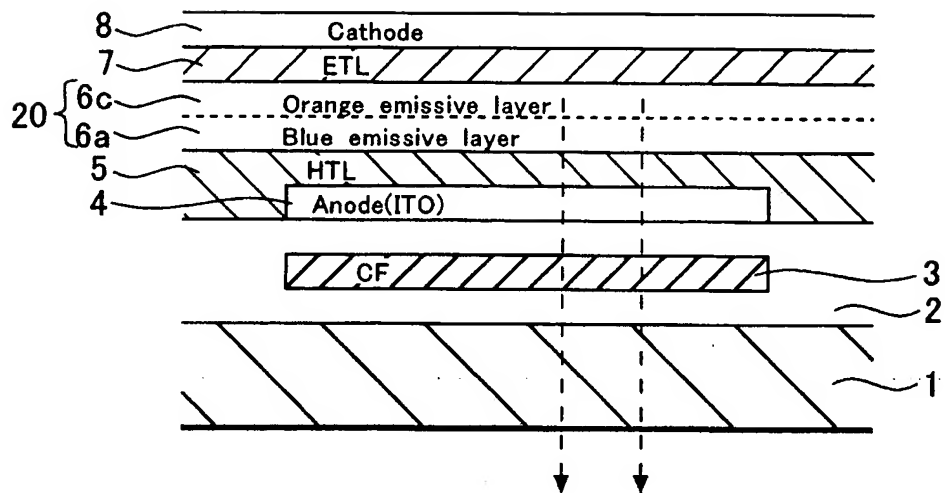 8
Cathode
7
ETL
20
6c
Orange emissive layer
6a
Blue emissive layer
5
HTL
4
Anode(ITO)
CF
3
2
1